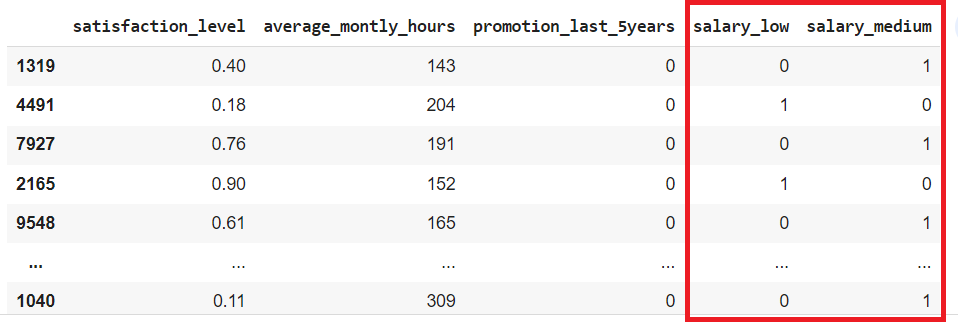 satisfaction_level average_montly_hours promotion_last_5years salary_low salary_medium
1319 0.40 143 0 0 1
4491 0.18 204 0 1 0
7927 0.76 191 0 0 1
2165 0.90 152 0 1 0
9548 0.61 165 0 0 1
... ... ... ... ... ...
1040 0.11 309 0 0 1